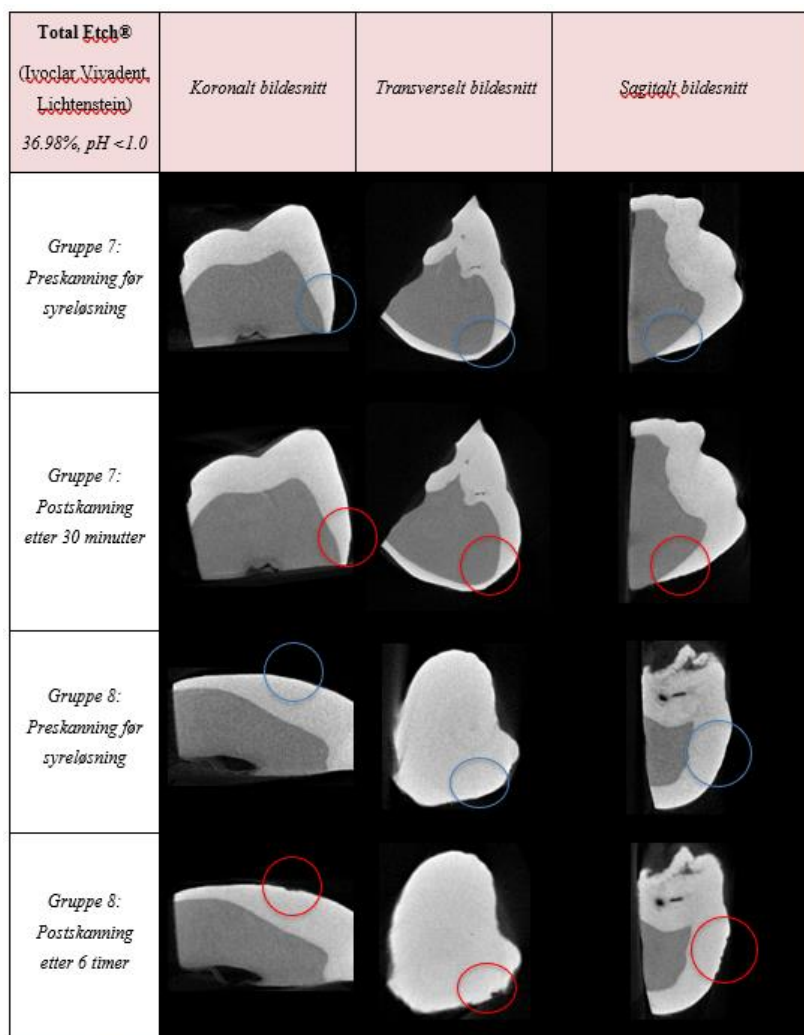 Total Etch®
(Ivoclar Vivadent,
Lichtenstein)
36.98%, pH <1.0
Koronalt bildesnitt
Transverselt bildesnitt
Sagitalt bildesnitt
Gruppe 7:
Preskanning før
syreløsning
Gruppe 7:
Postskanning
etter 30 minutter
Gruppe 8:
Preskanning før
syreløsning
Gruppe 8:
Postskanning
etter 6 timer